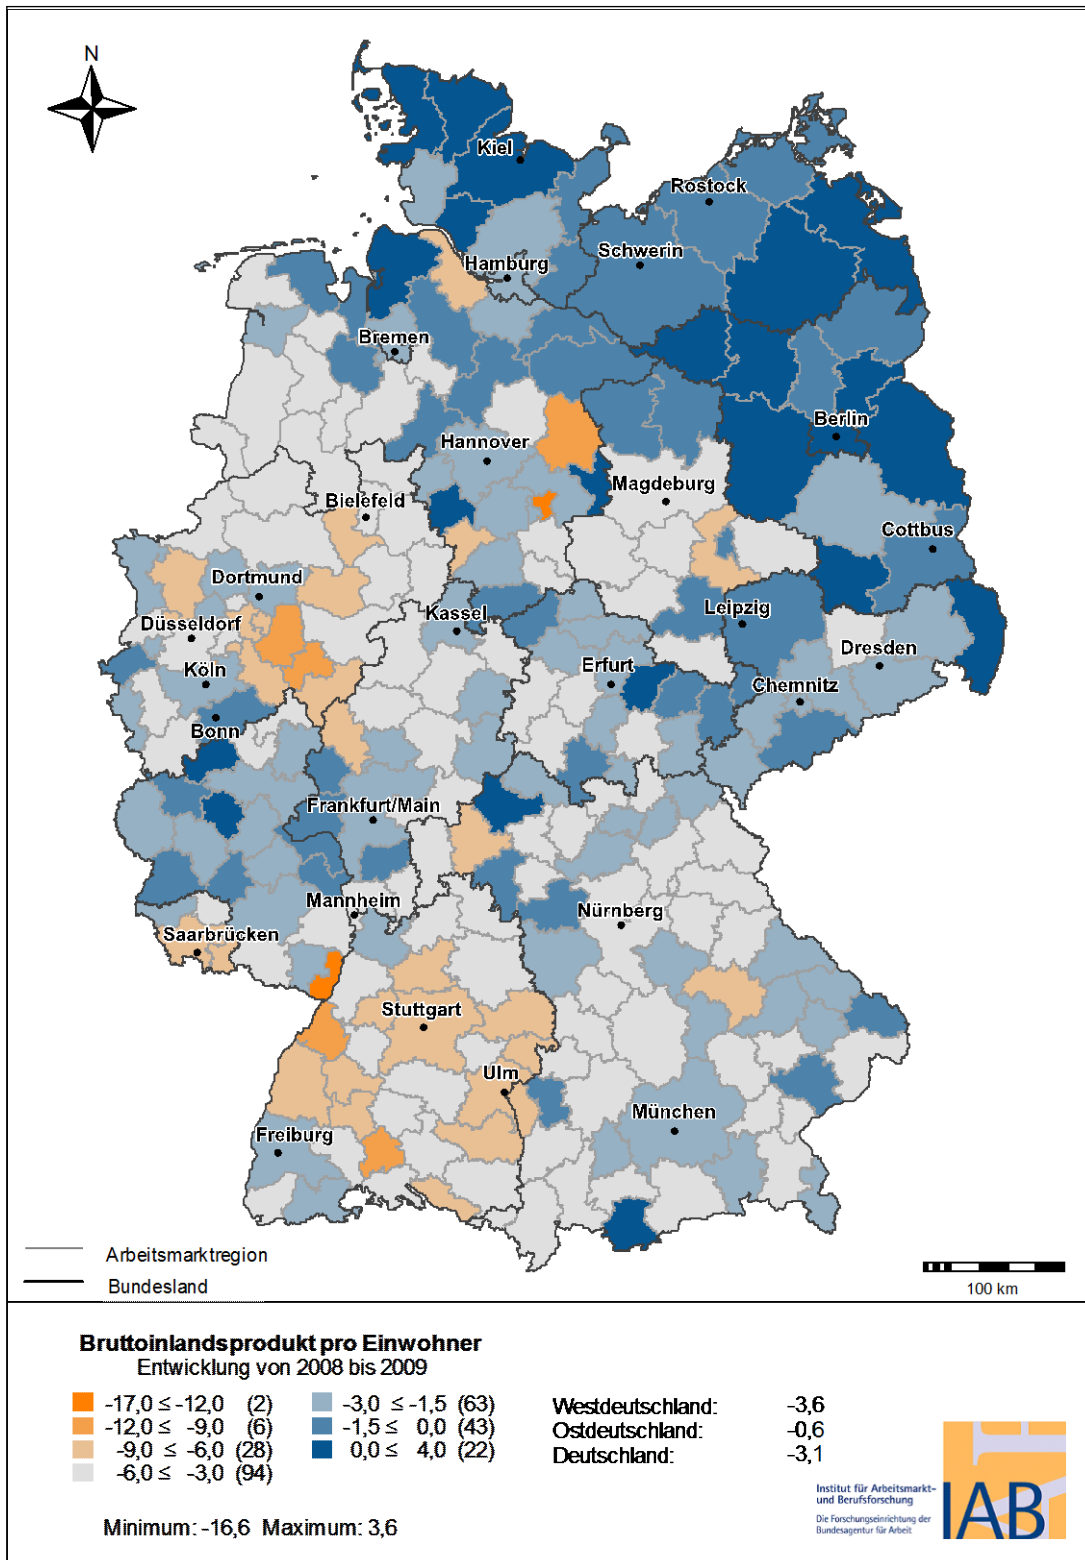 N
Kiel
Rostock
Schwerin
Hamburg
Bremen
Berlin
Hannover
Magdeburg
Bielefeld
Cottbus
Dortmund
Leipzig
Düsseldorf
Kassel
Dresden
Köln
Erfurt
Chemnitz
Bonn
Frankfurt/Main
Mannheim
Nürnberg
Saarbrücken
Stuttgart
Ulm
München
Freiburg
Arbeitsmarktregion
Bundesland
100 km
Bruttoinlandsprodukt pro Einwohner
Entwicklung von 2008 bis 2009
-17,0 ≤ -12,0 (2)
-12,0 ≤ -9,0 (6)
-9,0 ≤ -6,0 (28)
-6,0 ≤ -3,0 (94)
-3,0 ≤ -1,5 (63)
-1,5 ≤ 0,0 (43)
0,0 ≤ 4,0 (22)
Westdeutschland: -3,6
Ostdeutschland: -0,6
Deutschland: -3,1
Minimum: -16,6 Maximum: 3,6
Institut für Arbeitsmarkt-
und Berufsforschung
Die Forschungseinrichtung der
Bundesagentur für Arbeit
IAB